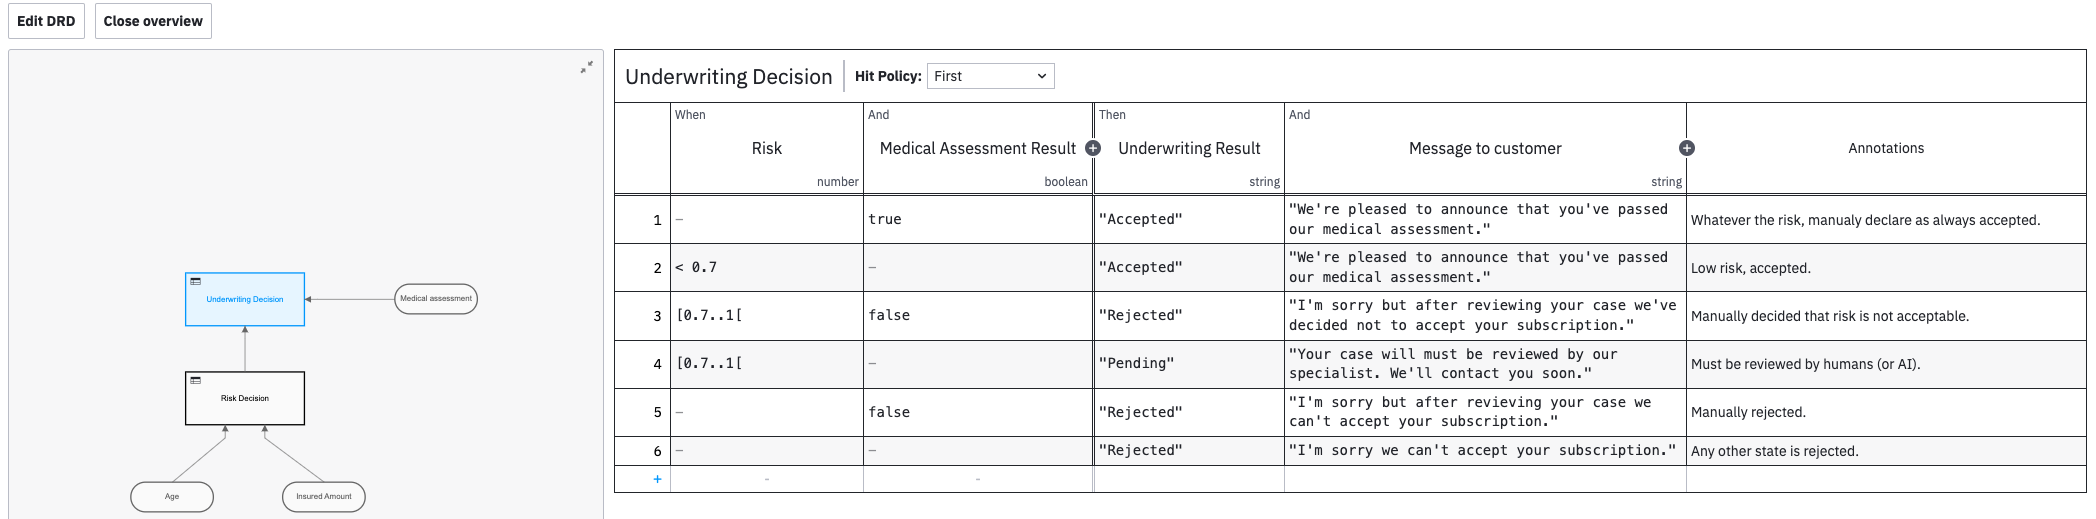 Edit DRD
Close overview
Underwriting Decision
Medical assessment
Risk Decision
Age
Insured Amount
Underwriting Decision
Hit Policy:
First
When
And
Then
And
Risk
Medical Assessment Result
+
Underwriting Result
Message to customer
+
Annotations
number
boolean
string
string
1
–
true
"Accepted"
"We're pleased to announce that you've passed
our medical assessment."
Whatever the risk, manualy declare as always accepted.
2
< 0.7
–
"Accepted"
"We're pleased to announce that you've passed
our medical assessment."
Low risk, accepted.
3
[0.7..1[
false
"Rejected"
"I'm sorry but after reviewing your case we've
decided not to accept your subscription."
Manually decided that risk is not acceptable.
4
[0.7..1[
–
"Pending"
"Your case will must be reviewed by our
specialist. We'll contact you soon."
Must be reviewed by humans (or AI).
5
–
false
"Rejected"
"I'm sorry but after revieving your case we
can't accept your subscription."
Manually rejected.
6
–
–
"Rejected"
"I'm sorry we can't accept your subscription."
Any other state is rejected.
+
-
-